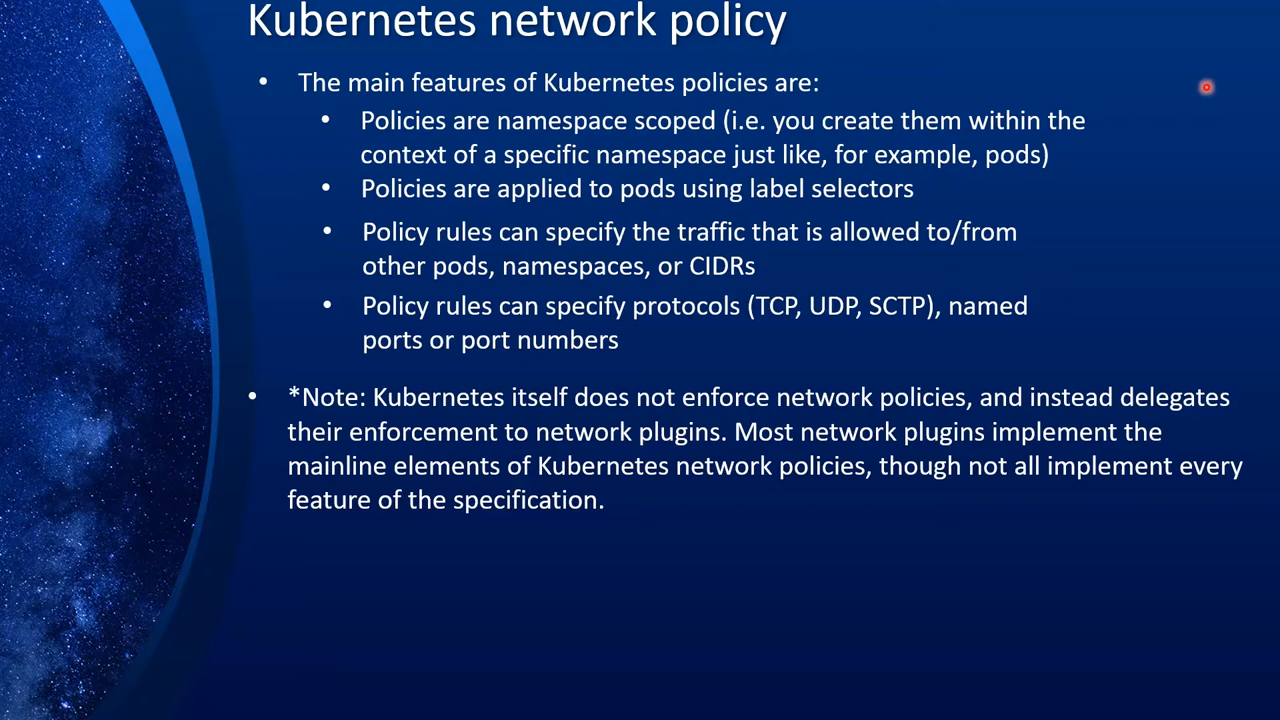 Kubernetes network policy
• The main features of Kubernetes policies are:
• Policies are namespace scoped (i.e. you create them within the
context of a specific namespace just like, for example, pods)
• Policies are applied to pods using label selectors
• Policy rules can specify the traffic that is allowed to/from
other pods, namespaces, or CIDRs
• Policy rules can specify protocols (TCP, UDP, SCTP), named
ports or port numbers
• *Note: Kubernetes itself does not enforce network policies, and instead delegates
their enforcement to network plugins. Most network plugins implement the
mainline elements of Kubernetes network policies, though not all implement every
feature of the specification.